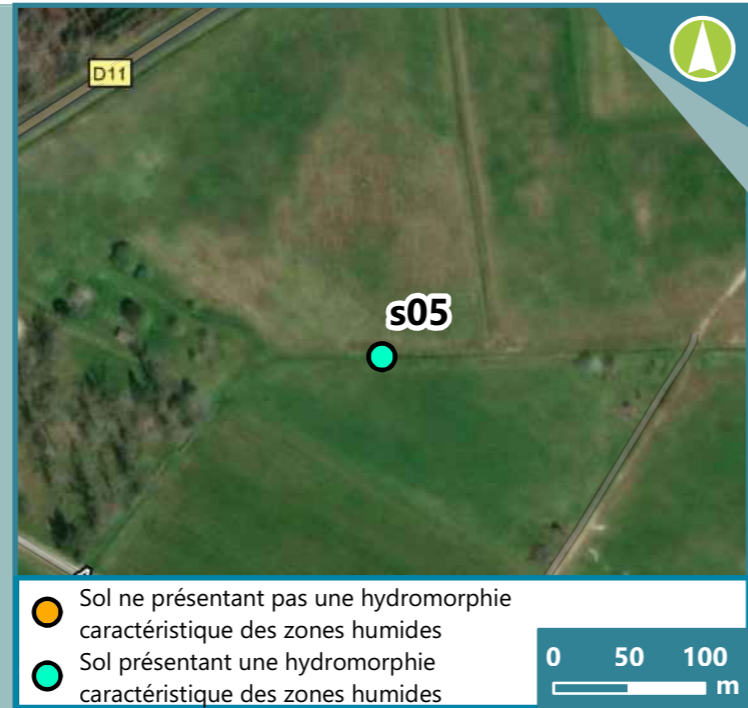 D11
s05
Sol ne présentant pas une hydromorphie
caractéristique des zones humides
Sol présentant une hydromorphie
caractéristique des zones humides
0 50 100
m